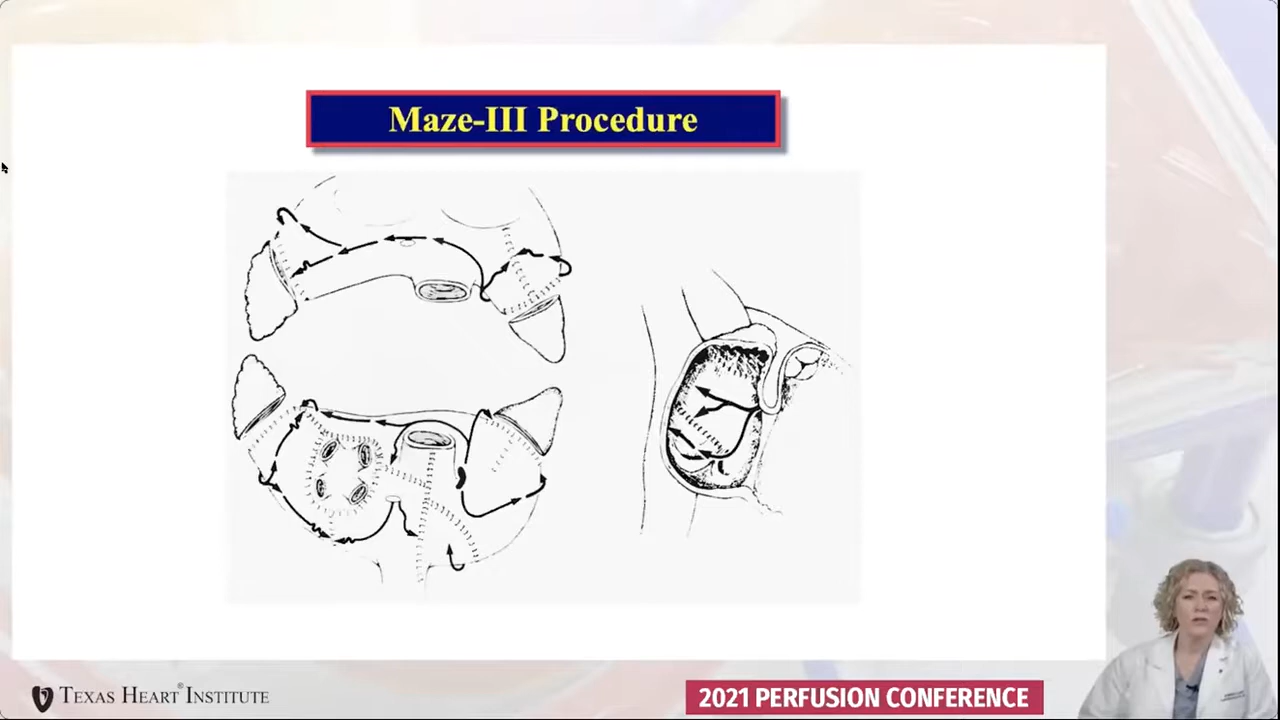 Maze-III Procedure
TEXAS HEART® INSTITUTE
2021 PERFUSION CONFERENCE